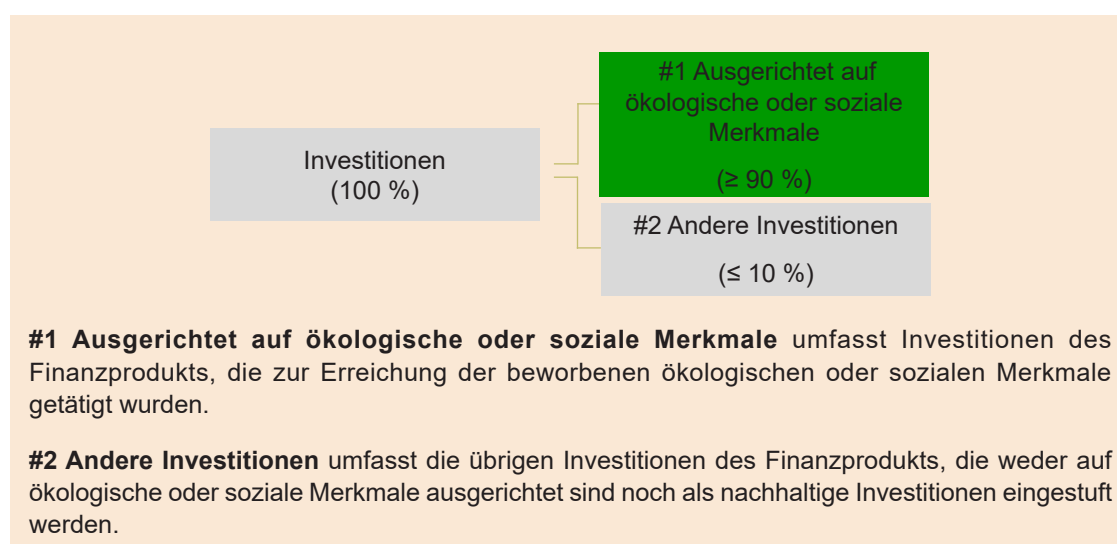 #1 Ausgerichtet auf
ökologische oder soziale
Merkmale
(≥ 90 %)
Investitionen
(100 %)
#2 Andere Investitionen
(≤ 10 %)
#1 Ausgerichtet auf ökologische oder soziale Merkmale umfasst Investitionen des
Finanzprodukts, die zur Erreichung der beworbenen ökologischen oder sozialen Merkmale
getätigt wurden.
#2 Andere Investitionen umfasst die übrigen Investitionen des Finanzprodukts, die weder auf
ökologische oder soziale Merkmale ausgerichtet sind noch als nachhaltige Investitionen eingestuft
werden.